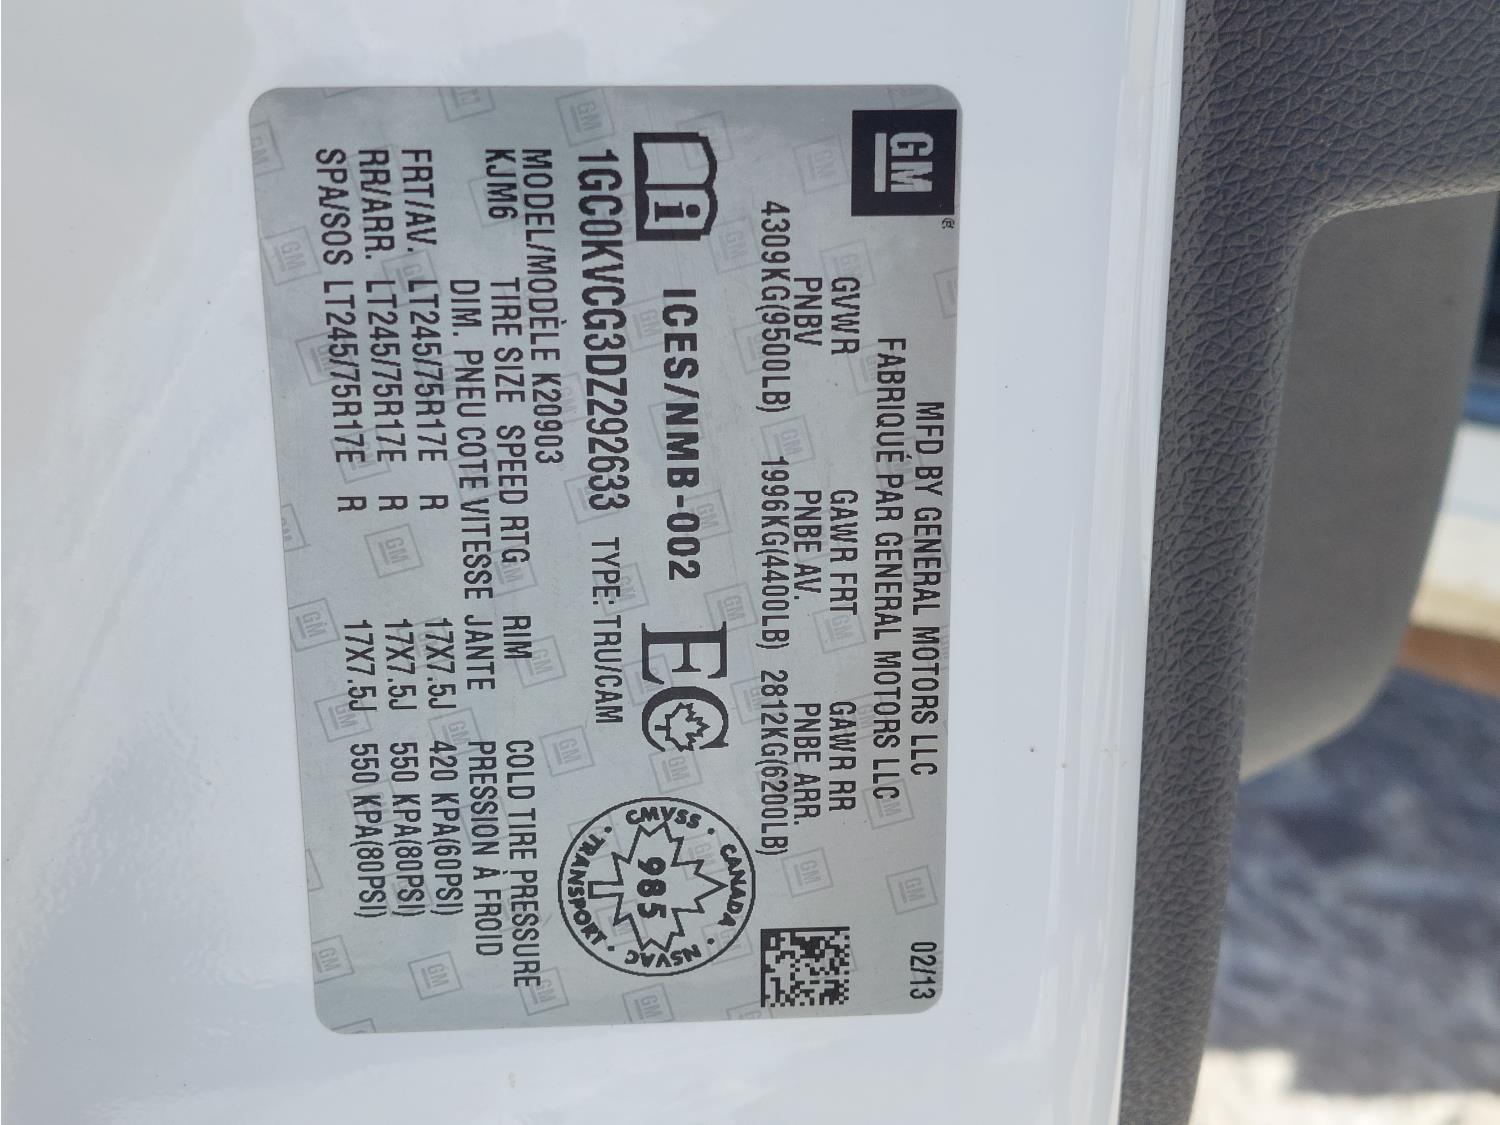 GM®
MFD BY GENERAL MOTORS LLC 02/13
FABRIQUÉ PAR GENERAL MOTORS LLC
GVWR GAWR FRT GAWR RR
PNBV PNBE AV. PNBE ARR.
4309KG(9500LB) 1996KG(4400LB) 2812KG(6200LB)
i ICES/NMB-002 EC
CANADA · NSVAC · TRANSPORT · CMVSS ·
985
1GC0KVCG3DZ292633 TYPE: TRU/CAM
MODEL/MODÈLE K20903
KJM6 TIRE SIZE SPEED RTG RIM COLD TIRE PRESSURE
DIM. PNEU COTE VITESSE JANTE PRESSION À FROID
FRT/AV. LT245/75R17E R 17X7.5J 420 KPA(60PSI)
RR/ARR. LT245/75R17E R 17X7.5J 550 KPA(80PSI)
SPA/SOS LT245/75R17E R 17X7.5J 550 KPA(80PSI)